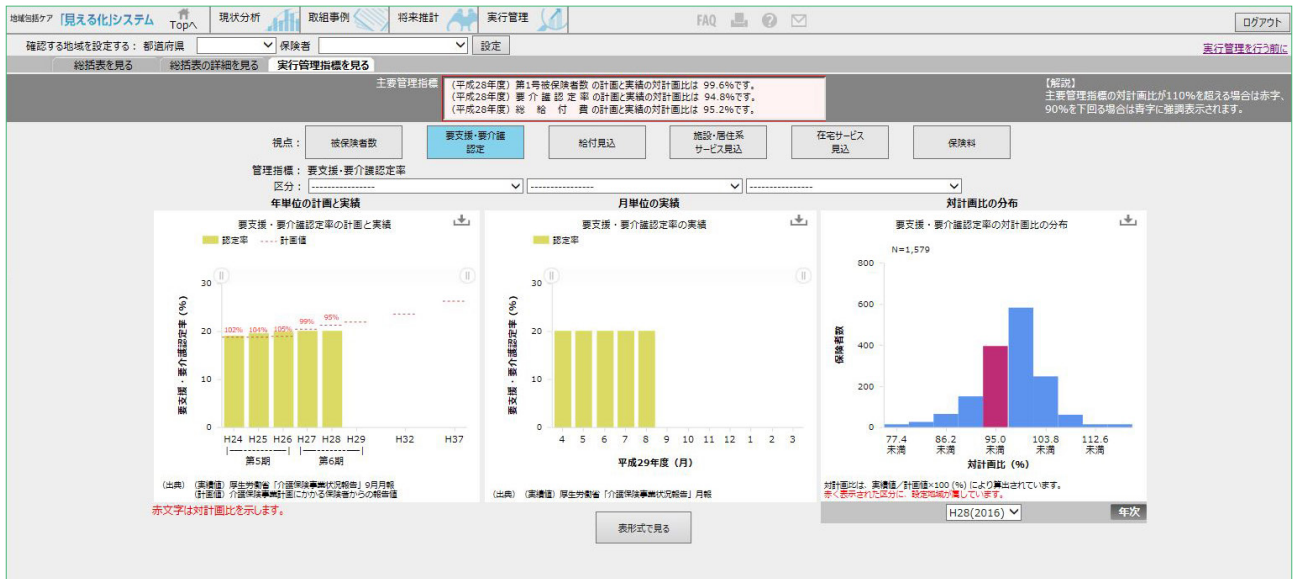 地域包括ケア 「見える化」システム Topへ 現状分析 取組事例 将来推計 実行管理 FAQ ログアウト
確認する地域を設定する： 都道府県 保険者 設定 実行管理を行う前に
総括表を見る 総括表の詳細を見る 実行管理指標を見る
主要管理指標
（平成28年度）第1号被保険者数 の計画と実績の対計画比は 99.6%です。
（平成28年度）要 介 護 認 定 率 の計画と実績の対計画比は 94.8%です。
（平成28年度）総 給 付 費 の計画と実績の対計画比は 95.2%です。
【解説】
主要管理指標の対計画比が110%を超える場合は赤字、
90%を下回る場合は青字に強調表示されます。
視点： 被保険者数 要支援・要介護認定 給付見込 施設・居住系サービス見込 在宅サービス見込 保険料
管理指標： 要支援・要介護認定率
区分： ---------------- ---------------- ----------------
年単位の計画と実績
要支援・要介護認定率の計画と実績
認定率 ---- 計画値
要支援・要介護認定率 (%)
30
20
10
0
102% 104% 105% 99% 95%
H24 H25 H26 H27 H28 H29 H32 H37
第5期 第6期
（出典）（実績値）厚生労働省「介護保険事業状況報告」9月月報
（計画値）介護保険事業計画にかかる保険者からの報告値
赤文字は対計画比を示します。
月単位の実績
要支援・要介護認定率の実績
認定率
要支援・要介護認定率 (%)
30
20
10
0
4 5 6 7 8 9 10 11 12 1 2 3
平成29年度（月）
（出典）（実績値）厚生労働省「介護保険事業状況報告」月報
表形式で見る
対計画比の分布
要支援・要介護認定率の対計画比の分布
N=1,579
保険者数
800
600
400
200
0
77.4 86.2 95.0 103.8 112.6
未満 未満 未満 未満 未満
対計画比（%）
対計画比は、実績値／計画値×100（%）により算出されています。
赤く表示された区分に、設定地域が属しています。
H28(2016) 年次